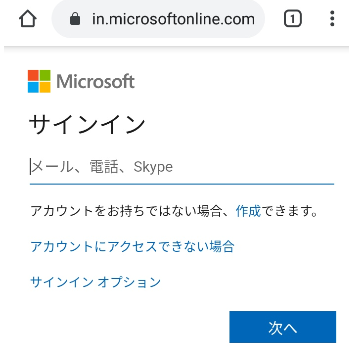 in.microsoftonline.com
1
Microsoft
サインイン
メール、電話、Skype
アカウントをお持ちではない場合、作成できます。
アカウントにアクセスできない場合
サインイン オプション
次へ